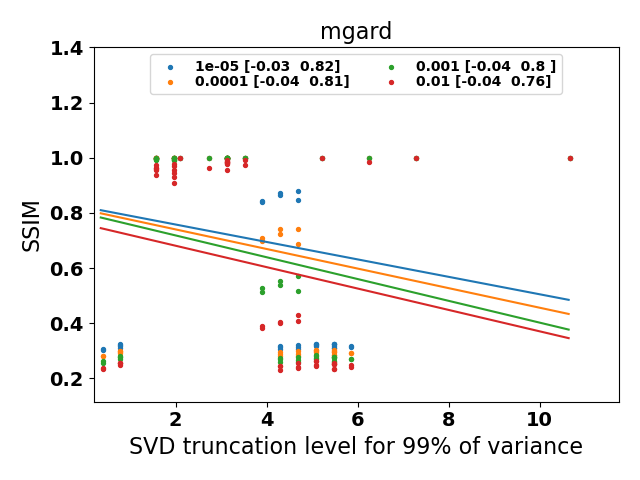 mgard
1e-05 [-0.03  0.82]
0.0001 [-0.04  0.81]
0.001 [-0.04  0.8 ]
0.01 [-0.04  0.76]
SSIM
1.4
1.2
1.0
0.8
0.6
0.4
0.2
2 4 6 8 10
SVD truncation level for 99% of variance